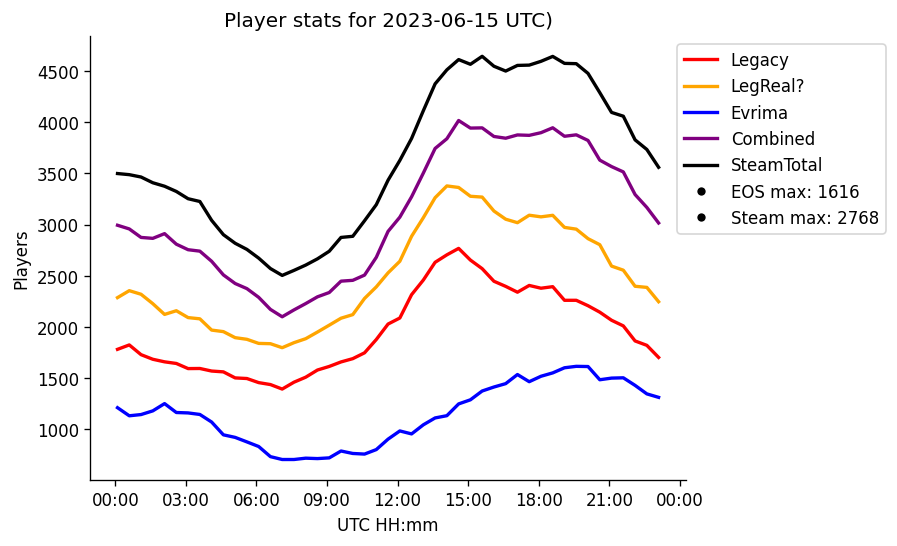 Player stats for 2023-06-15 UTC)
Legacy
LegReal?
Evrima
Combined
SteamTotal
EOS max: 1616
Steam max: 2768
Players
4500
4000
3500
3000
2500
2000
1500
1000
00:00 03:00 06:00 09:00 12:00 15:00 18:00 21:00 00:00
UTC HH:mm